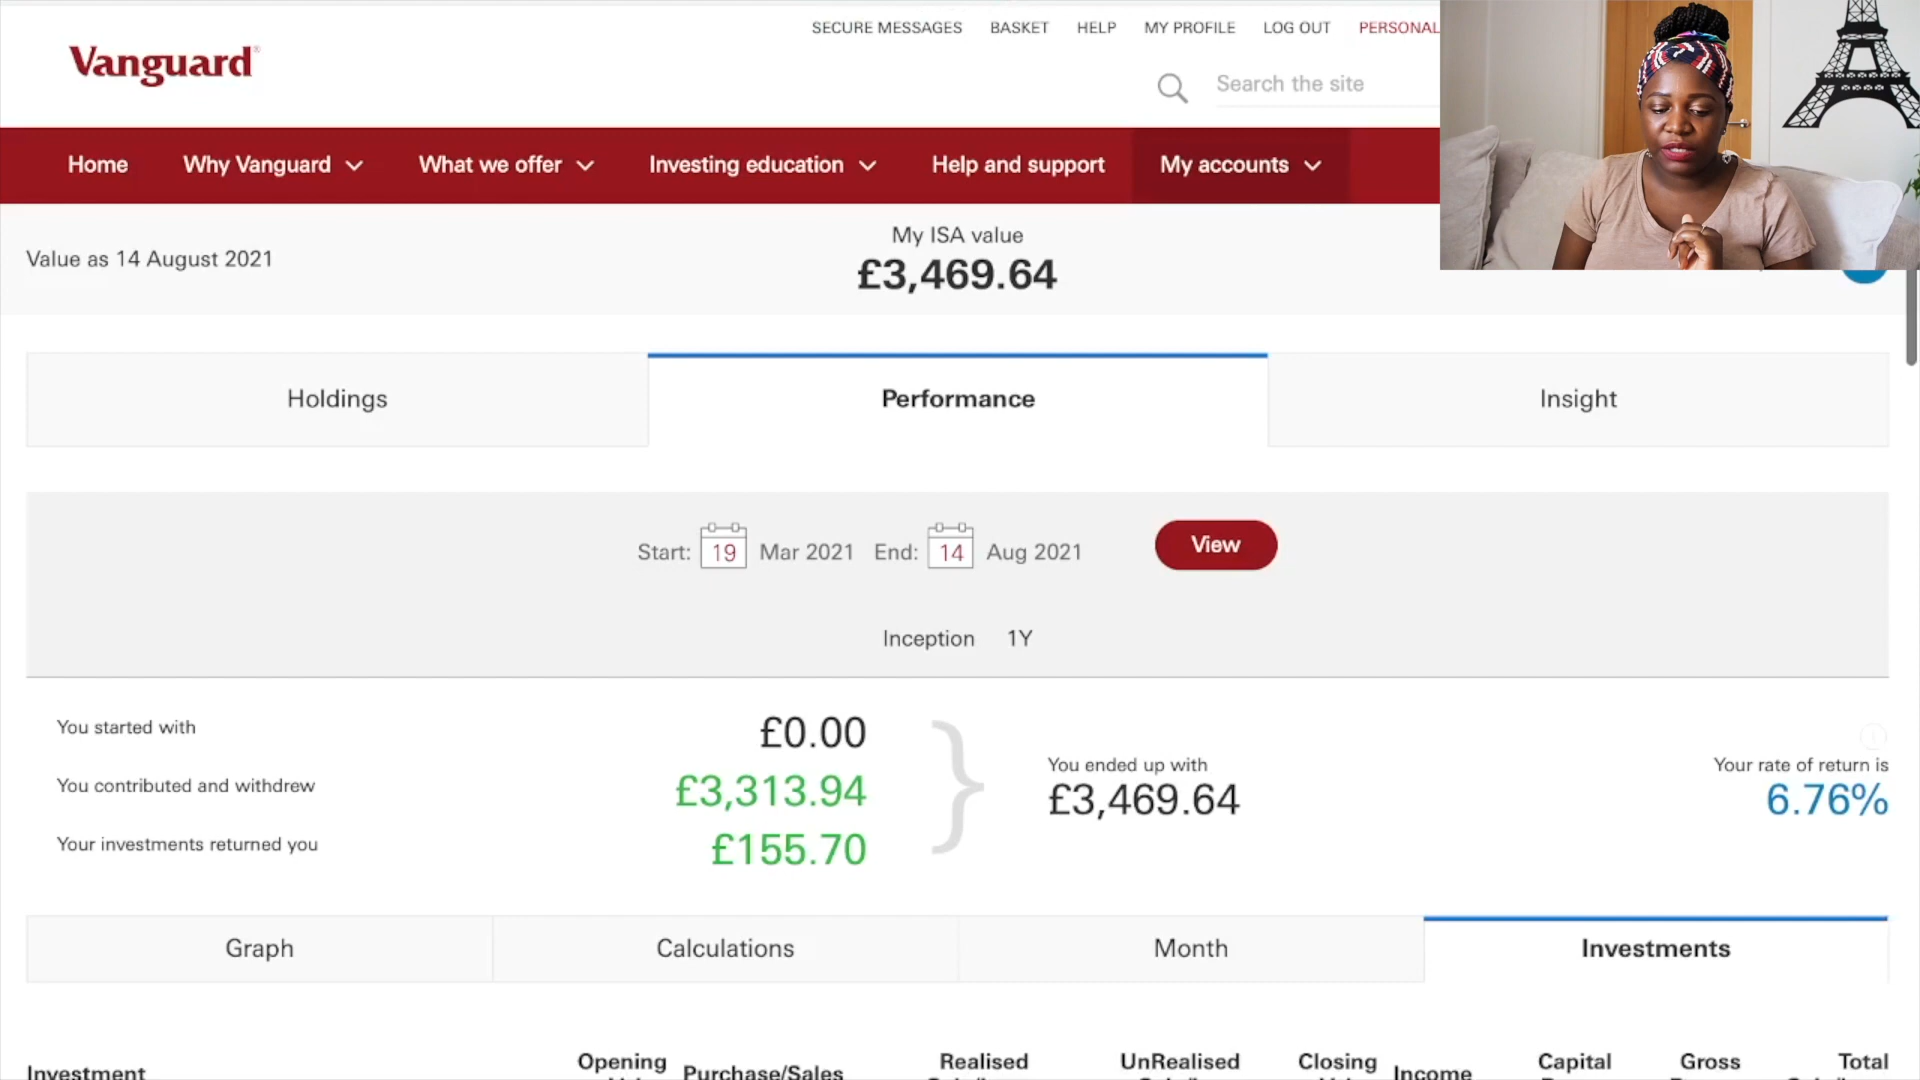 SECURE MESSAGES BASKET HELP MY PROFILE LOG OUT PERSONAL
Vanguard
Search the site
Home Why Vanguard What we offer Investing education Help and support My accounts
Value as 14 August 2021
My ISA value
£3,469.64
Holdings Performance Insight
Start: 19 Mar 2021 End: 14 Aug 2021 View
Inception 1Y
You started with £0.00
You contributed and withdrew £3,313.94
Your investments returned you £155.70
You ended up with
£3,469.64
Your rate of return is
6.76%
Graph Calculations Month Investments
Investment Opening Purchase/Sales Realised UnRealised Closing Income Capital Gross Total